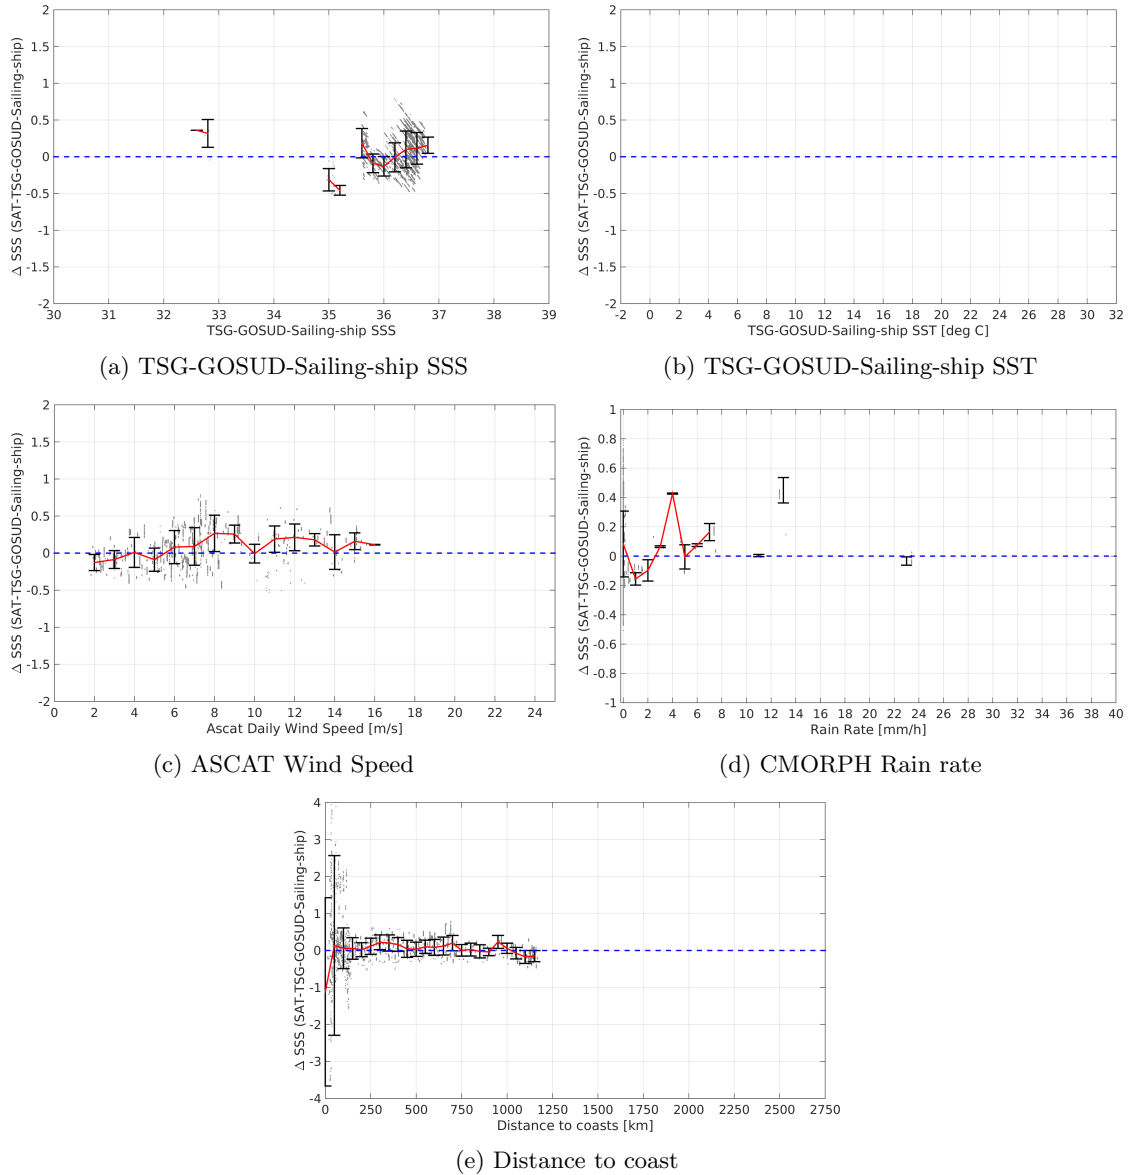 2
1.5
1
0.5
0
-0.5
-1
-1.5
-2
Δ SSS (SAT-TSG-GOSUD-Sailing-ship)
30 31 32 33 34 35 36 37 38 39
TSG-GOSUD-Sailing-ship SSS
(a) TSG-GOSUD-Sailing-ship SSS
2
1.5
1
0.5
0
-0.5
-1
-1.5
-2
Δ SSS (SAT-TSG-GOSUD-Sailing-ship)
-2 0 2 4 6 8 10 12 14 16 18 20 22 24 26 28 30 32
TSG-GOSUD-Sailing-ship SST [deg C]
(b) TSG-GOSUD-Sailing-ship SST
2
1.5
1
0.5
0
-0.5
-1
-1.5
-2
Δ SSS (SAT-TSG-GOSUD-Sailing-ship)
0 2 4 6 8 10 12 14 16 18 20 22 24
Ascat Daily Wind Speed [m/s]
(c) ASCAT Wind Speed
1
0.8
0.6
0.4
0.2
0
-0.2
-0.4
-0.6
-0.8
-1
Δ SSS (SAT-TSG-GOSUD-Sailing-ship)
0 2 4 6 8 10 12 14 16 18 20 22 24 26 28 30 32 34 36 38 40
Rain Rate [mm/h]
(d) CMORPH Rain rate
4
3
2
1
0
-1
-2
-3
-4
Δ SSS (SAT-TSG-GOSUD-Sailing-ship)
0 250 500 750 1000 1250 1500 1750 2000 2250 2500 2750
Distance to coasts [km]
(e) Distance to coast